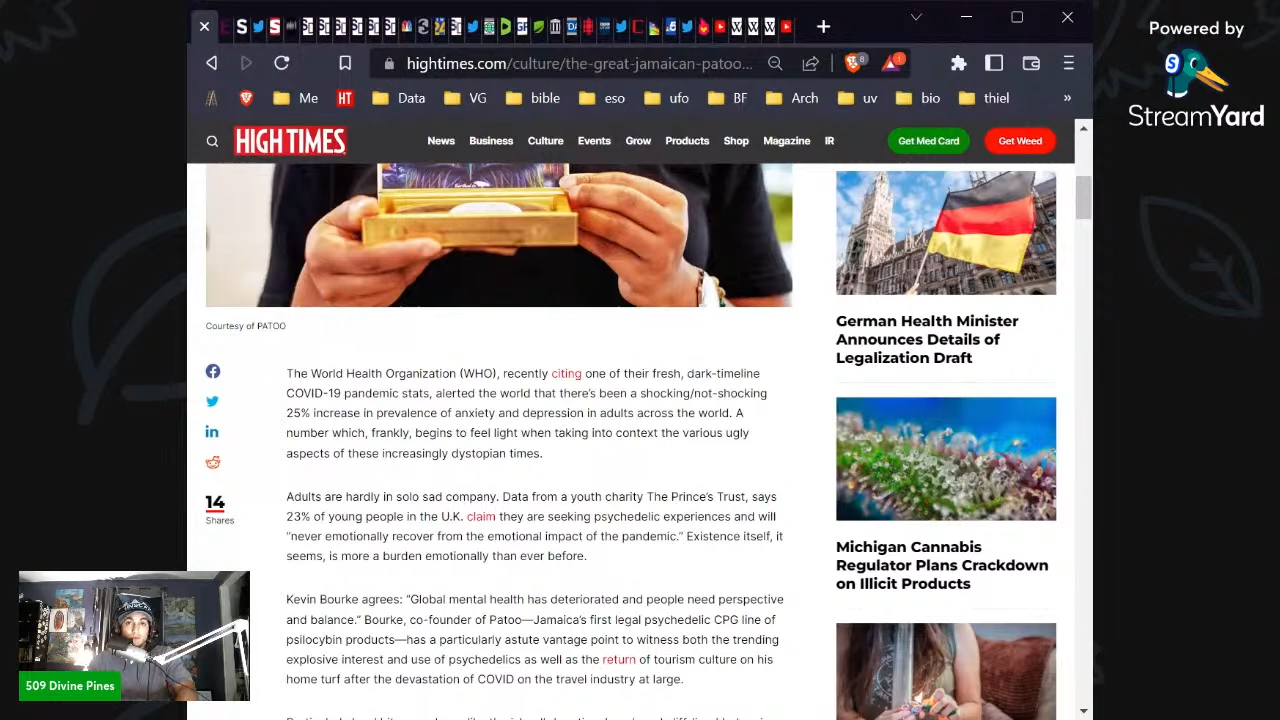 Powered by
StreamYard
hightimes.com/culture/the-great-jamaican-patoo...
8
1
Me
HT
Data
VG
bible
eso
ufo
BF
Arch
uv
bio
thiel
»
HIGH TIMES
News
Business
Culture
Events
Grow
Products
Shop
Magazine
IR
Get Med Card
Get Weed
Courtesy of PATOO
The World Health Organization (WHO), recently citing one of their fresh, dark-timeline
COVID-19 pandemic stats, alerted the world that there's been a shocking/not-shocking
25% increase in prevalence of anxiety and depression in adults across the world. A
number which, frankly, begins to feel light when taking into context the various ugly
aspects of these increasingly dystopian times.
Adults are hardly in solo sad company. Data from a youth charity The Prince's Trust, says
23% of young people in the U.K. claim they are seeking psychedelic experiences and will
"never emotionally recover from the emotional impact of the pandemic." Existence itself, it
seems, is more a burden emotionally than ever before.
Kevin Bourke agrees: "Global mental health has deteriorated and people need perspective
and balance." Bourke, co-founder of Patoo—Jamaica's first legal psychedelic CPG line of
psilocybin products—has a particularly astute vantage point to witness both the trending
explosive interest and use of psychedelics as well as the return of tourism culture on his
home turf after the devastation of COVID on the travel industry at large.
14
Shares
German Health Minister
Announces Details of
Legalization Draft
Michigan Cannabis
Regulator Plans Crackdown
on Illicit Products
509 Divine Pines